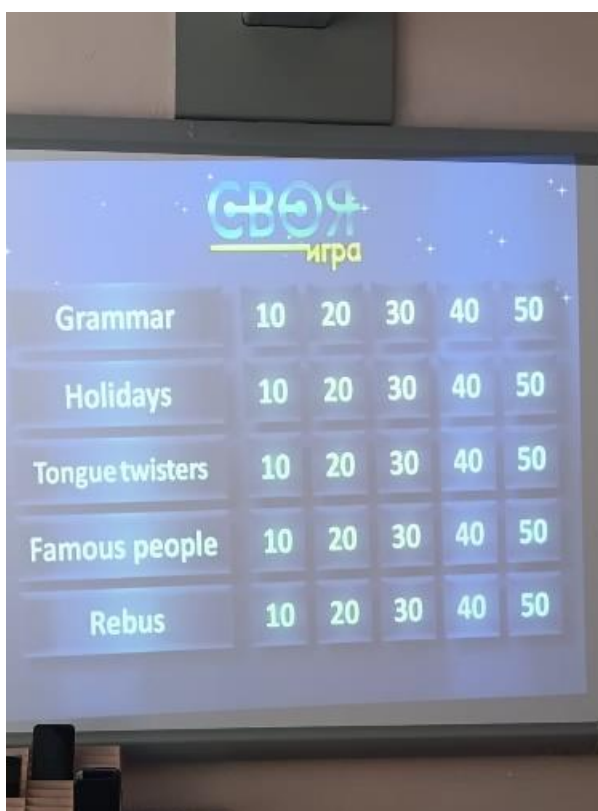 СВОЯ
игра
Grammar 10 20 30 40 50
Holidays 10 20 30 40 50
Tongue twisters 10 20 30 40 50
Famous people 10 20 30 40 50
Rebus 10 20 30 40 50